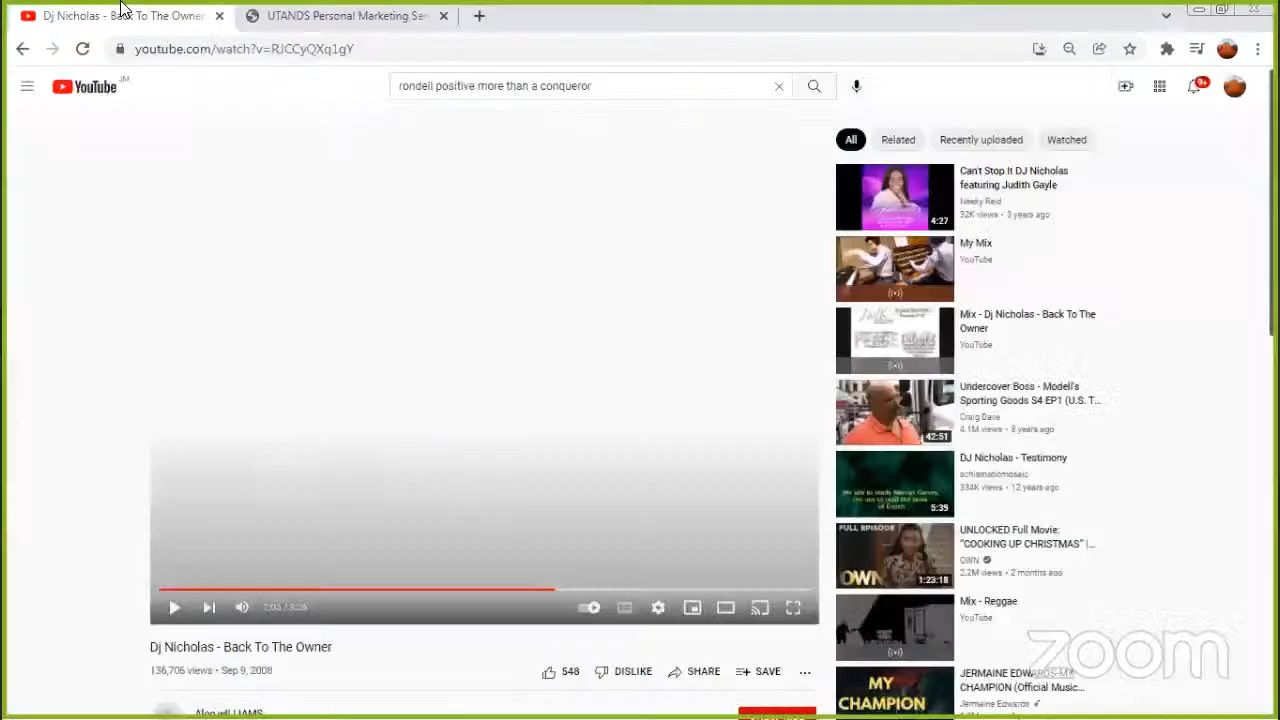 Dj Nicholas - Back To The Owner
UTANDS Personal Marketing Ser
youtube.com/watch?v=RJCCyQXq1gY
YouTube JM
rondell positive more than a conqueror
9+
All
Related
Recently uploaded
Watched
Can't Stop It DJ Nicholas
featuring Judith Gayle
Neeky Reid
32K views • 3 years ago
4:27
My Mix
YouTube
Mix - Dj Nicholas - Back To The
Owner
YouTube
Undercover Boss - Modell's
Sporting Goods S4 EP1 (U.S. T...
Craig Dave
4.1M views • 8 years ago
42:51
DJ Nicholas - Testimony
schismatiomosaic
334K views • 12 years ago
5:39
FULL EPISODE
OWN
UNLOCKED Full Movie:
"COOKING UP CHRISTMAS" |...
OWN
2.2M views • 2 months ago
1:23:18
Mix - Reggae
YouTube
MY
CHAMPION
JERMAINE EDWARDS-MY
CHAMPION (Official Music...
Jermaine Edwards
Dj Nicholas - Back To The Owner
136,706 views • Sep 9, 2008
548
DISLIKE
SHARE
SAVE
zoom